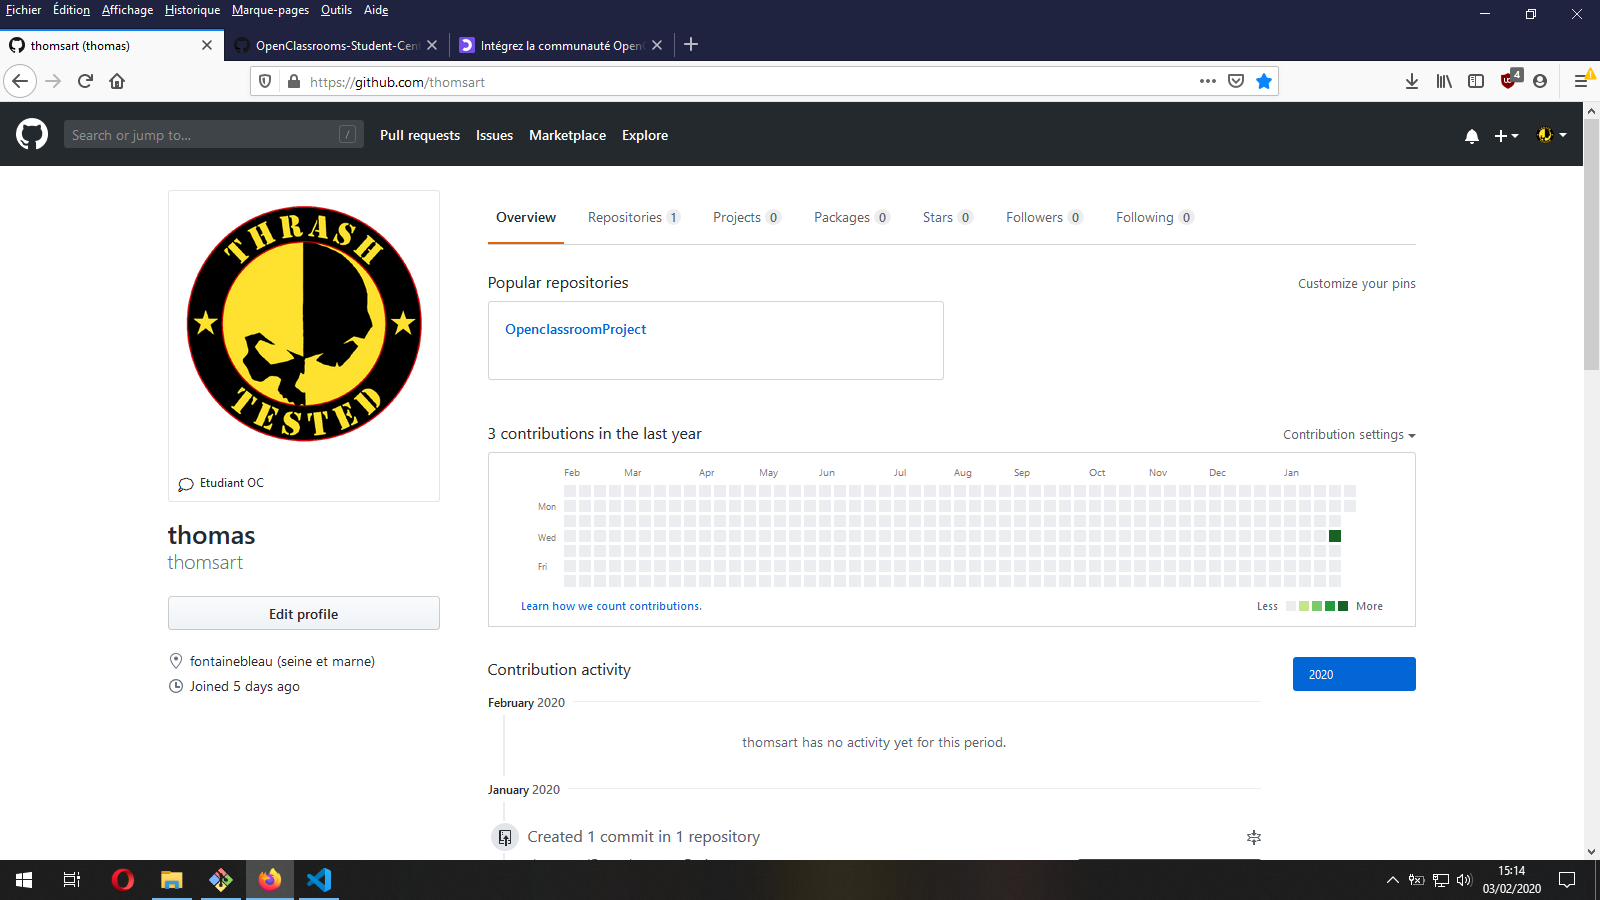 Fichier Édition Affichage Historique Marque-pages Outils Aide
thomsart (thomas) OpenClassrooms-Student-Cen Intégrez la communauté Open
https://github.com/thomsart 4
Search or jump to... / Pull requests Issues Marketplace Explore
THRASH TESTED
Etudiant OC
thomas
thomsart
Edit profile
fontainebleau (seine et marne)
Joined 5 days ago
Overview Repositories 1 Projects 0 Packages 0 Stars 0 Followers 0 Following 0
Popular repositories Customize your pins
OpenclassroomProject
3 contributions in the last year Contribution settings
Feb Mar Apr May Jun Jul Aug Sep Oct Nov Dec Jan
Mon
Wed
Fri
Learn how we count contributions. Less More
Contribution activity 2020
February 2020
thomsart has no activity yet for this period.
January 2020
Created 1 commit in 1 repository
15:14
03/02/2020